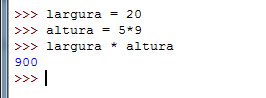 >>> largura = 20
>>> altura = 5*9
>>> largura * altura
900
>>>